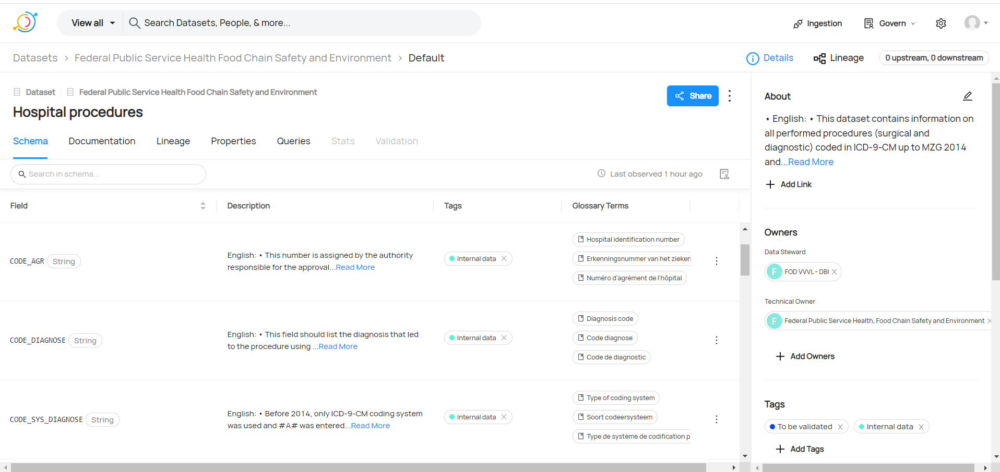 View all
Search Datasets, People, & more...
Ingestion
Govern
Datasets > Federal Public Service Health Food Chain Safety and Environment > Default
Details
Lineage
0 upstream, 0 downstream
Dataset
Federal Public Service Health Food Chain Safety and Environment
Hospital procedures
Share
Schema
Documentation
Lineage
Properties
Queries
Stats
Validation
Search in schema...
Last observed 1 hour ago
Field
Description
Tags
Glossary Terms
CODE_AGR
String
English: • This number is assigned by the authority
responsible for the approval...Read More
Internal data
Hospital identification number
Erkenningsnummer van het zieken
Numéro d'agrément de l'hôpital
CODE_DIAGNOSE
String
English: • This field should list the diagnosis that led
to the procedure using ...Read More
Internal data
Diagnosis code
Code diagnose
Code de diagnostic
CODE_SYS_DIAGNOSE
String
English: • Before 2014, only ICD-9-CM coding system
was used and #A# was entered...Read More
Internal data
Type of coding system
Soort codeersysteem
Type de système de codification p
About
• English: • This dataset contains information on
all performed procedures (surgical and
diagnostic) coded in ICD-9-CM up to MZG 2014
and...Read More
Add Link
Owners
Data Steward
F
FOD VVVL - DBI
Technical Owner
F
Federal Public Service Health, Food Chain Safety and Environment
Add Owners
Tags
To be validated
Internal data
Add Tags